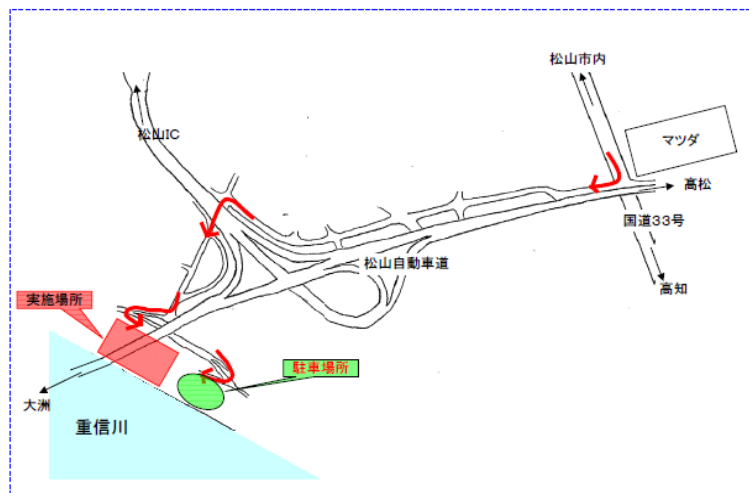 松山市内
マツダ
松山IC
高松
国道33号
松山自動車道
高知
実施場所
駐車場所
大洲
重信川